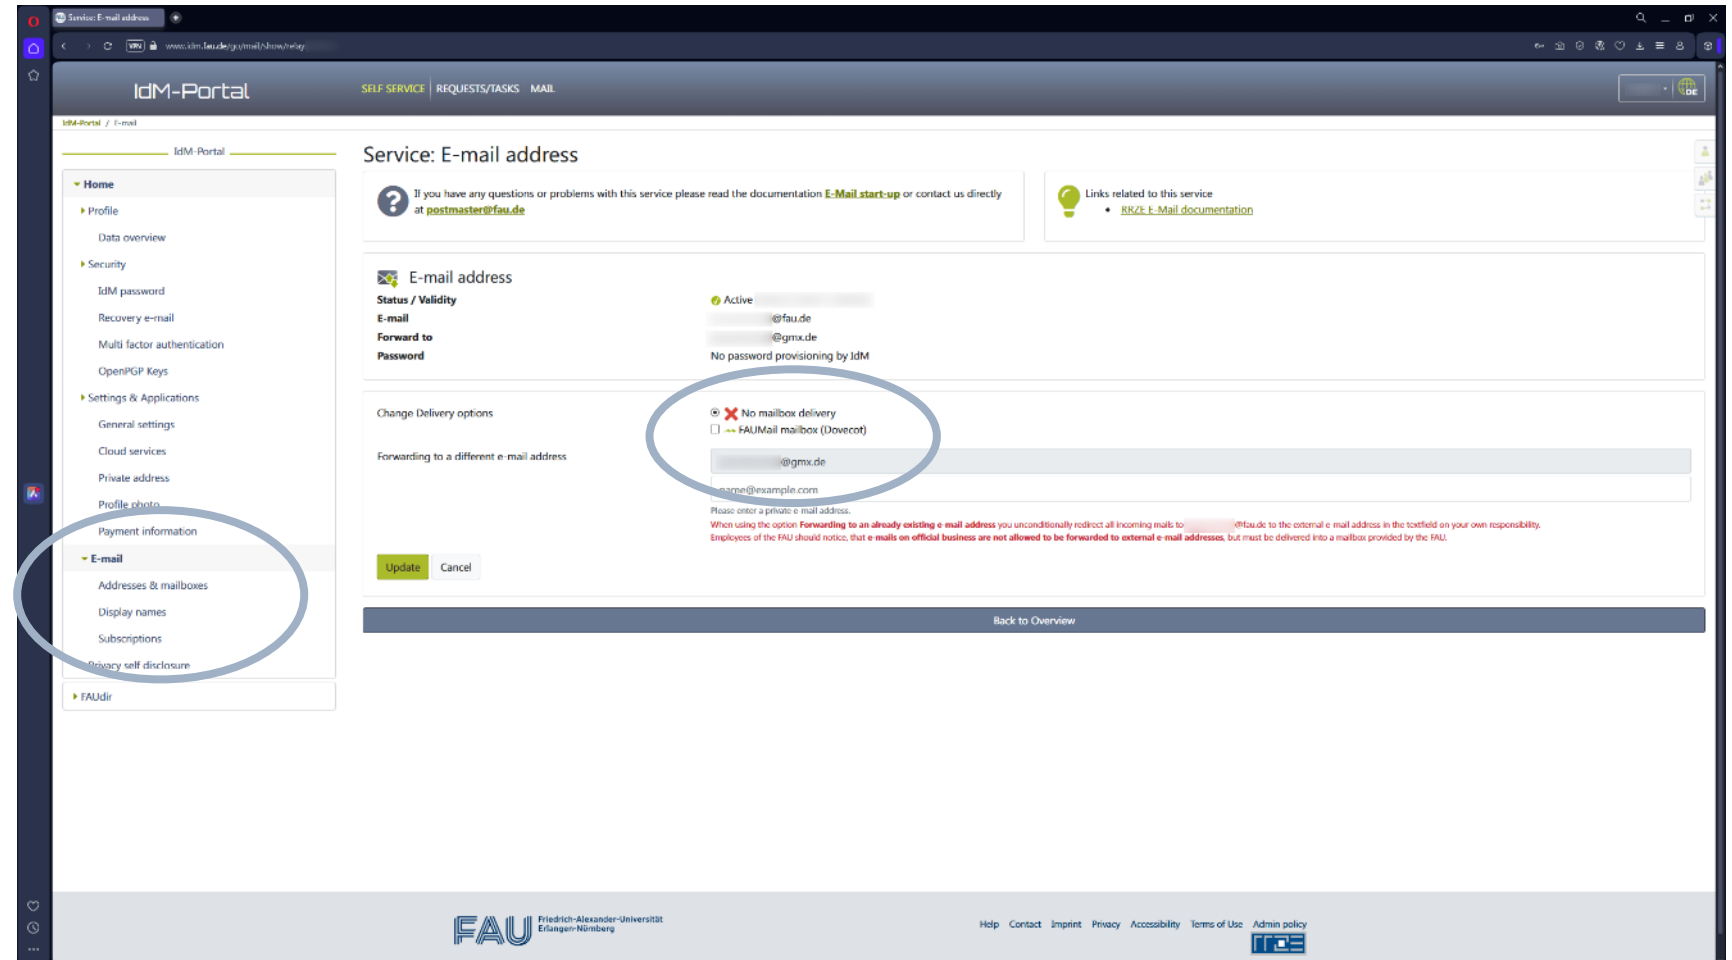 Service: E-mail address
VPN www.idm.fau.de/go/mail/show/relay
IdM-Portal
SELF SERVICE REQUESTS/TASKS MAIL
DE
IdM-Portal / E-mail
IdM-Portal
Home
Profile
Data overview
Security
IdM password
Recovery e-mail
Multi factor authentication
OpenPGP Keys
Settings & Applications
General settings
Cloud services
Private address
Profile photo
Payment information
E-mail
Addresses & mailboxes
Display names
Subscriptions
Privacy self disclosure
FAUdir
Service: E-mail address
If you have any questions or problems with this service please read the documentation E-Mail start-up or contact us directly
at postmaster@fau.de
Links related to this service
RRZE E-Mail documentation
E-mail address
Status / Validity Active
E-mail @fau.de
Forward to @gmx.de
Password No password provisioning by IdM
Change Delivery options No mailbox delivery
FAUMail mailbox (Dovecot)
Forwarding to a different e-mail address @gmx.de
name@example.com
Please enter a private e-mail address.
When using the option Forwarding to an already existing e-mail address you unconditionally redirect all incoming mails to @fau.de to the external e-mail address in the textfield on your own responsibility.
Employees of the FAU should notice, that e-mails on official business are not allowed to be forwarded to external e-mail addresses, but must be delivered into a mailbox provided by the FAU.
Update Cancel
Back to Overview
FAU Friedrich-Alexander-Universität
Erlangen-Nürnberg
Help Contact Imprint Privacy Accessibility Terms of Use Admin policy